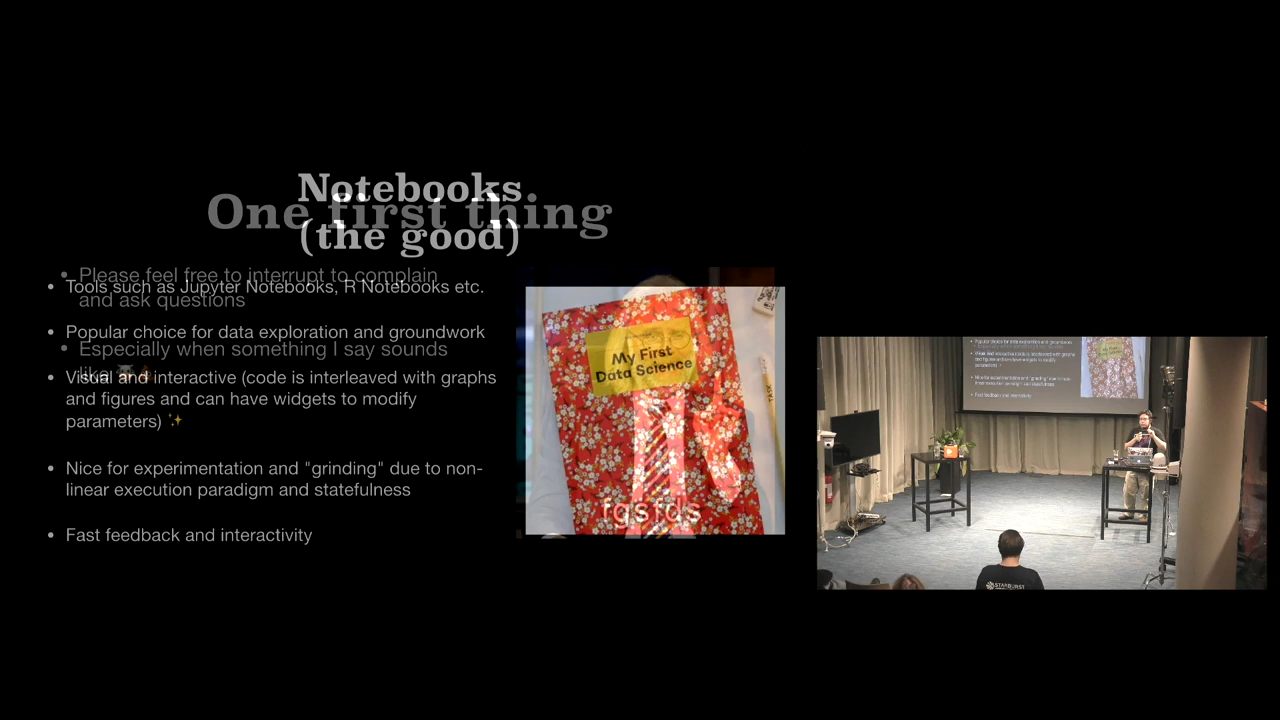 Notebooks
(the good)
One first thing
• Please feel free to interrupt to complain
and ask questions
• Especially when something I say sounds
like
• Tools such as Jupyter Notebooks, R Notebooks etc.
• Popular choice for data exploration and groundwork
• Visual and interactive (code is interleaved with graphs
and figures and can have widgets to modify
parameters) ✨
• Nice for experimentation and "grinding" due to non-
linear execution paradigm and statefulness
• Fast feedback and interactivity
My First
Data Science
fgsfds
STARBURST